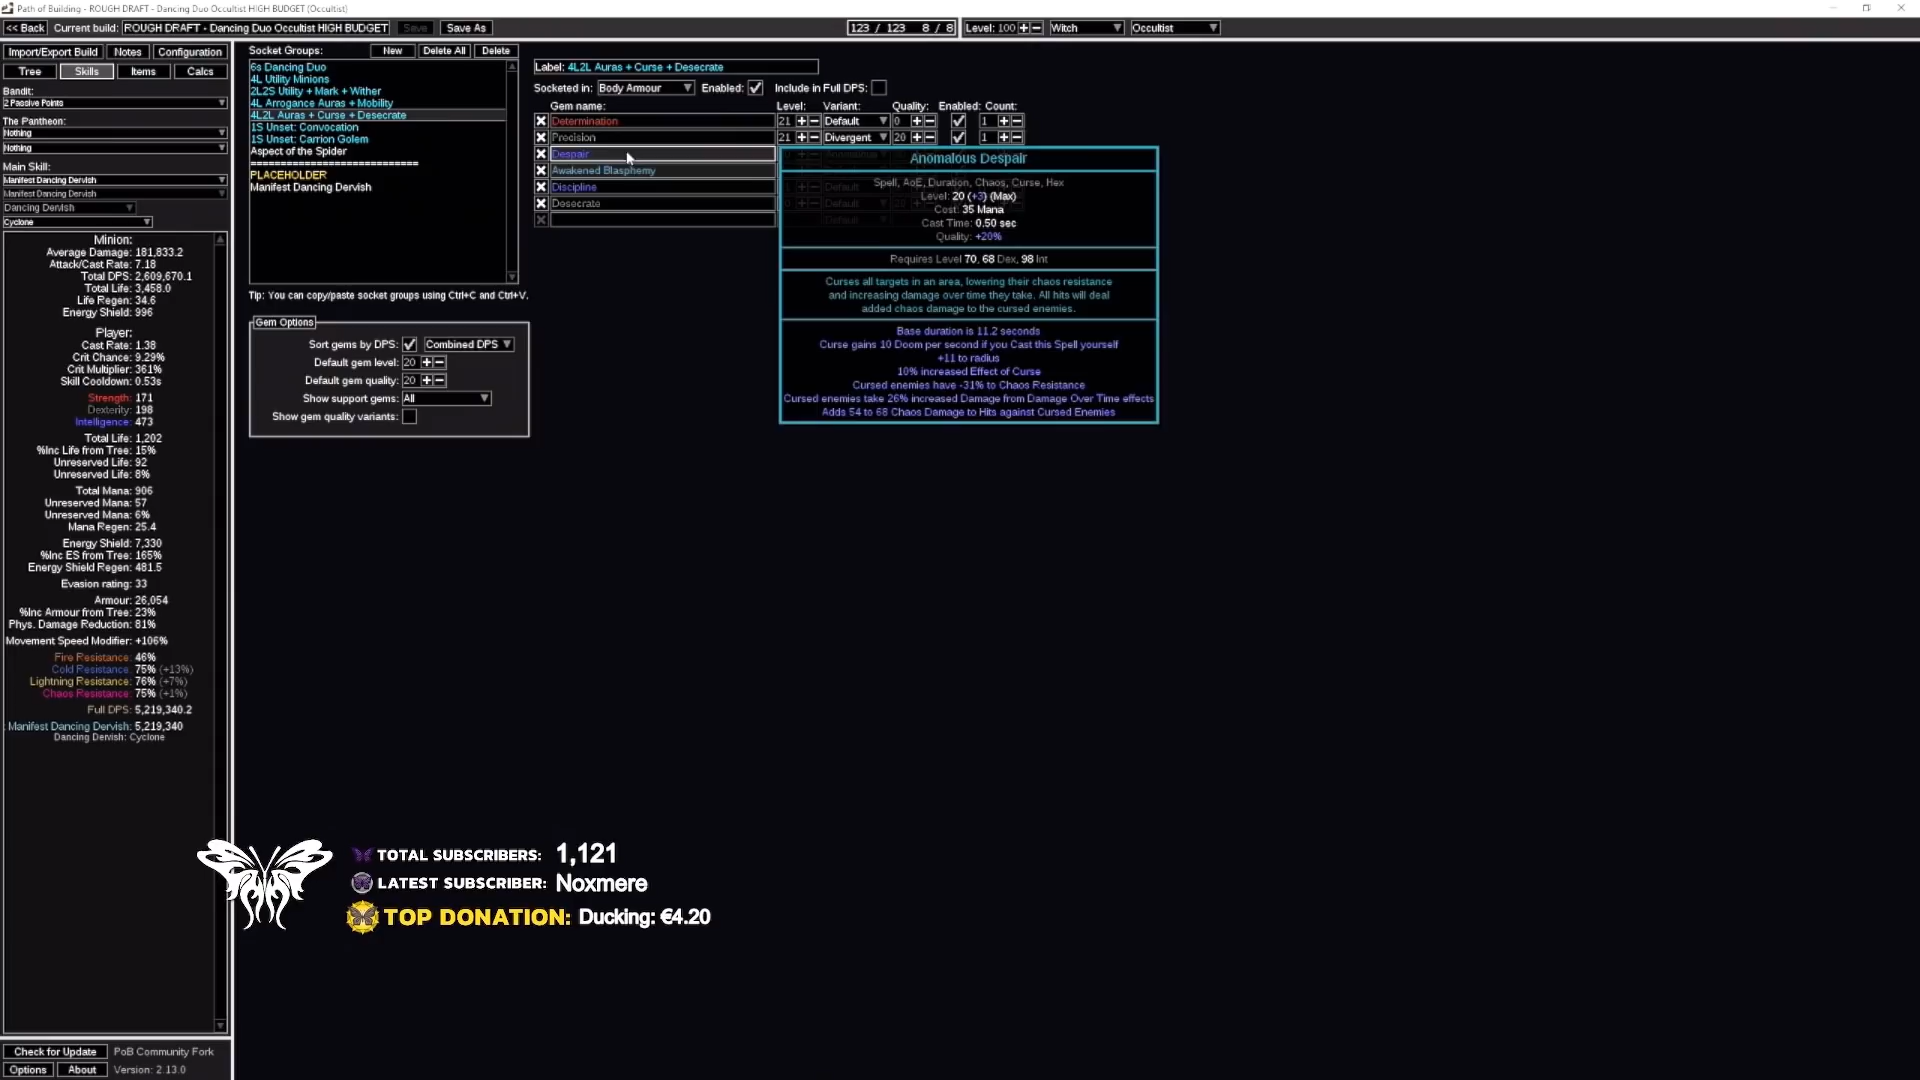 Path of Building - ROUGH DRAFT - Dancing Duo Occultist HIGH BUDGET (Occultist)
<< Back Current build: ROUGH DRAFT - Dancing Duo Occultist HIGH BUDGET Save Save As 123 / 123 8 / 8 Level: 100 + - Witch Occultist
Import/Export Build Notes Configuration
Tree Skills Items Calcs
Bandit:
2 Passive Points
The Pantheon:
Nothing
Nothing
Main Skill:
Manifest Dancing Dervish
Manifest Dancing Dervish
Dancing Dervish
Cyclone
Minion:
Average Damage: 181,833.2
Attack/Cast Rate: 7.18
Total DPS: 2,609,670.1
Total Life: 3,458.0
Life Regen: 34.6
Energy Shield: 996
Player:
Cast Rate: 1.38
Crit Chance: 9.29%
Crit Multiplier: 361%
Skill Cooldown: 0.53s
Strength: 171
Dexterity: 198
Intelligence: 473
Total Life: 1,202
%Inc Life from Tree: 15%
Unreserved Life: 92
Unreserved Life: 8%
Total Mana: 906
Unreserved Mana: 57
Unreserved Mana: 6%
Mana Regen: 25.4
Energy Shield: 7,330
%Inc ES from Tree: 165%
Energy Shield Regen: 481.5
Evasion rating: 33
Armour: 26,054
%Inc Armour from Tree: 23%
Phys. Damage Reduction: 81%
Movement Speed Modifier: +106%
Fire Resistance: 46%
Cold Resistance: 75% (+13%)
Lightning Resistance: 76% (+7%)
Chaos Resistance: 75% (+1%)
Full DPS: 5,219,340.2
Manifest Dancing Dervish: 5,219,340
Dancing Dervish: Cyclone
Check for Update PoB Community Fork
Options About Version: 2.13.0
Socket Groups: New Delete All Delete
6s Dancing Duo
4L Utility Minions
2L2S Utility + Mark + Wither
4L Arrogance Auras + Mobility
4L2L Auras + Curse + Desecrate
1S Unset: Convocation
1S Unset: Carrion Golem
Aspect of the Spider
============================
PLACEHOLDER
Manifest Dancing Dervish
Tip: You can copy/paste socket groups using Ctrl+C and Ctrl+V.
Gem Options
Sort gems by DPS: Combined DPS
Default gem level: 20 + -
Default gem quality: 20 + -
Show support gems: All
Show gem quality variants:
Label: 4L2L Auras + Curse + Desecrate
Socketed in: Body Armour Enabled: Include in Full DPS:
Gem name: Level: Variant: Quality: Enabled: Count:
Determination 21 + - Default 0 + - 1 + -
Precision 21 + - Divergent 20 + - 1 + -
Despair
Awakened Blasphemy
Discipline
Desecrate
Anomalous Despair
Spell, AoE, Duration, Chaos, Curse, Hex
Level: 20 (+3) (Max)
Cost: 35 Mana
Cast Time: 0.50 sec
Quality: +20%
Requires Level 70, 68 Dex, 98 Int
Curses all targets in an area, lowering their chaos resistance
and increasing damage over time they take. All hits will deal
added chaos damage to the cursed enemies.
Base duration is 11.2 seconds
Curse gains 10 Doom per second if you Cast this Spell yourself
+11 to radius
10% increased Effect of Curse
Cursed enemies have -31% to Chaos Resistance
Cursed enemies take 26% increased Damage from Damage Over Time effects
Adds 54 to 68 Chaos Damage to Hits against Cursed Enemies
TOTAL SUBSCRIBERS: 1,121
LATEST SUBSCRIBER: Noxmere
TOP DONATION: Ducking: €4.20